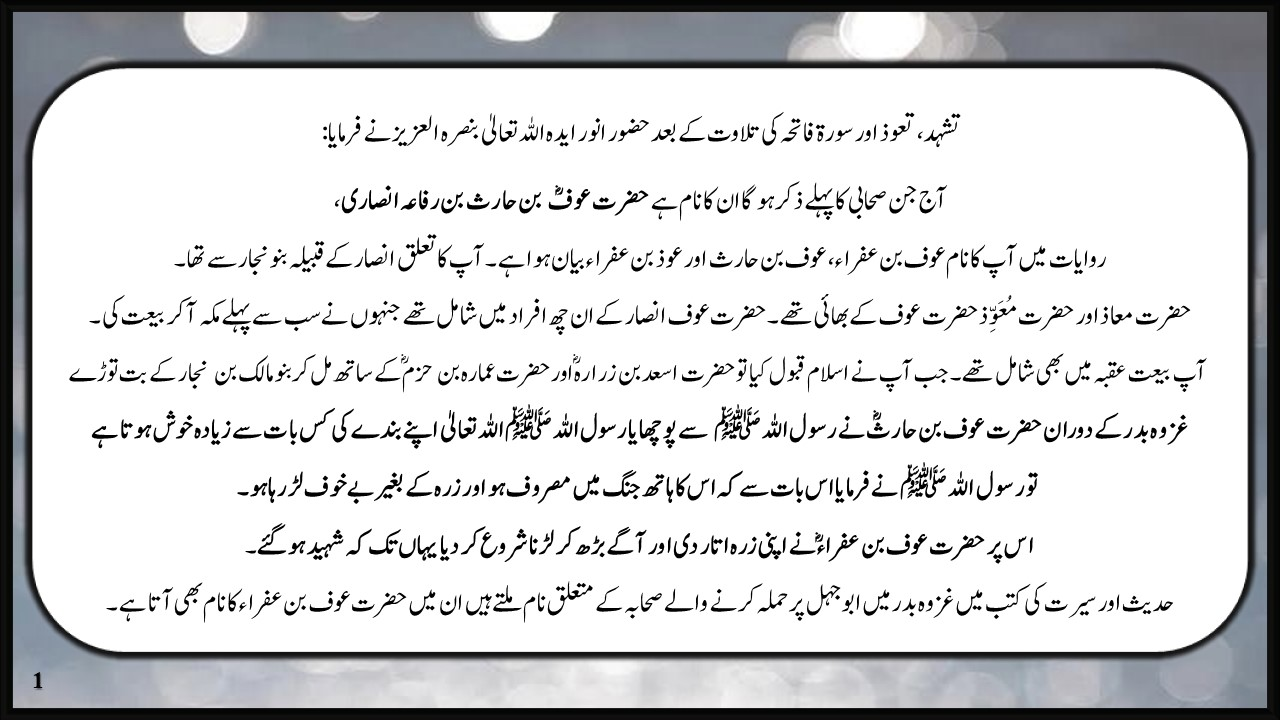 تشہد، تعوذ اور سورۃ فاتحہ کی تلاوت کے بعد حضور انور ایدہ اللہ تعالیٰ بنصرہ العزیز نے فرمایا:
آج جن صحابی کا پہلے ذکر ہو گا ان کا نام ہے حضرت عوفؓ بن حارث بن رفاعہ انصاری،
روایات میں آپ کا نام عوف بن عفراء، عوف بن حارث اور عوذ بن عفراء بیان ہوا ہے۔ آپ کا تعلق انصار کے قبیلہ بنو نجار سے تھا۔
حضرت معاذ اور حضرت مُعَوِّذ حضرت عوف کے بھائی تھے۔ حضرت عوف انصار کے ان چھ افراد میں شامل تھے جنہوں نے سب سے پہلے مکہ آ کر بیعت کی۔
آپ بیعت عقبہ میں بھی شامل تھے۔ جب آپ نے اسلام قبول کیا تو حضرت اسعد بن زرارہؓ اور حضرت عمارہ بن حزمؓ کے ساتھ مل کر بنو مالک بن نجار کے بت توڑے
غزوہ بدر کے دوران حضرت عوف بن حارثؓ نے رسول اللہ ﷺ سے پوچھا یا رسول اللہ ﷺ اللہ تعالیٰ اپنے بندے کی کس بات سے زیادہ خوش ہوتا ہے
تو رسول اللہ ﷺ نے فرمایا اس بات سے کہ اس کا ہاتھ جنگ میں مصروف ہو اور زرہ کے بغیر بے خوف لڑ رہا ہو۔
اس پر حضرت عوف بن عفراءؓ نے اپنی زرہ اتار دی اور آگے بڑھ کر لڑنا شروع کر دیا یہاں تک کہ شہید ہو گئے۔
حدیث اور سیرت کی کتب میں غزوہ بدر میں ابوجہل پر حملہ کرنے والے صحابہ کے متعلق نام ملتے ہیں ان میں حضرت عوف بن عفراء کا نام بھی آتا ہے۔
1